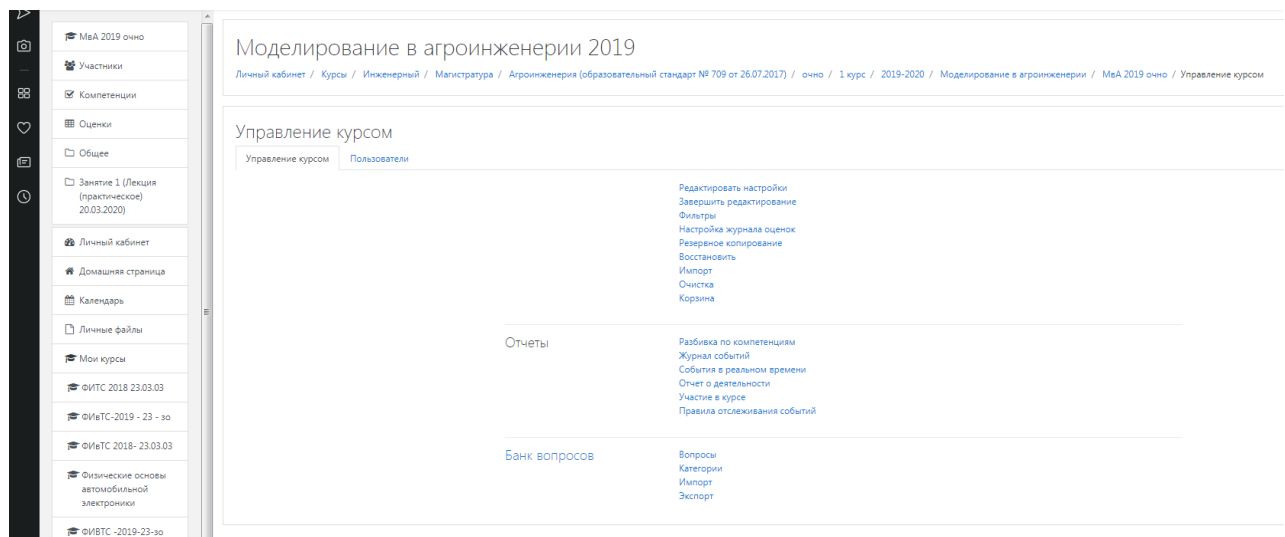 МвА 2019 очно
Участники
Компетенции
Оценки
Общее
Занятие 1 (Лекция
(практическое)
20.03.2020)
Личный кабинет
Домашняя страница
Календарь
Личные файлы
Мои курсы
ФИТС 2018 23.03.03
ФИвТС-2019 - 23 - зо
ФИвТС 2018- 23.03.03
Физические основы
автомобильной
электроники
ФИВТС -2019-23-зо
Моделирование в агроинженерии 2019
Личный кабинет / Курсы / Инженерный / Магистратура / Агроинженерия (образовательный стандарт № 709 от 26.07.2017) / очно / 1 курс / 2019-2020 / Моделирование в агроинженерии / МвА 2019 очно / Управление курсом
Управление курсом
Управление курсом Пользователи
Редактировать настройки
Завершить редактирование
Фильтры
Настройка журнала оценок
Резервное копирование
Восстановить
Импорт
Очистка
Корзина
Отчеты
Разбивка по компетенциям
Журнал событий
События в реальном времени
Отчет о деятельности
Участие в курсе
Правила отслеживания событий
Банк вопросов
Вопросы
Категории
Импорт
Экспорт